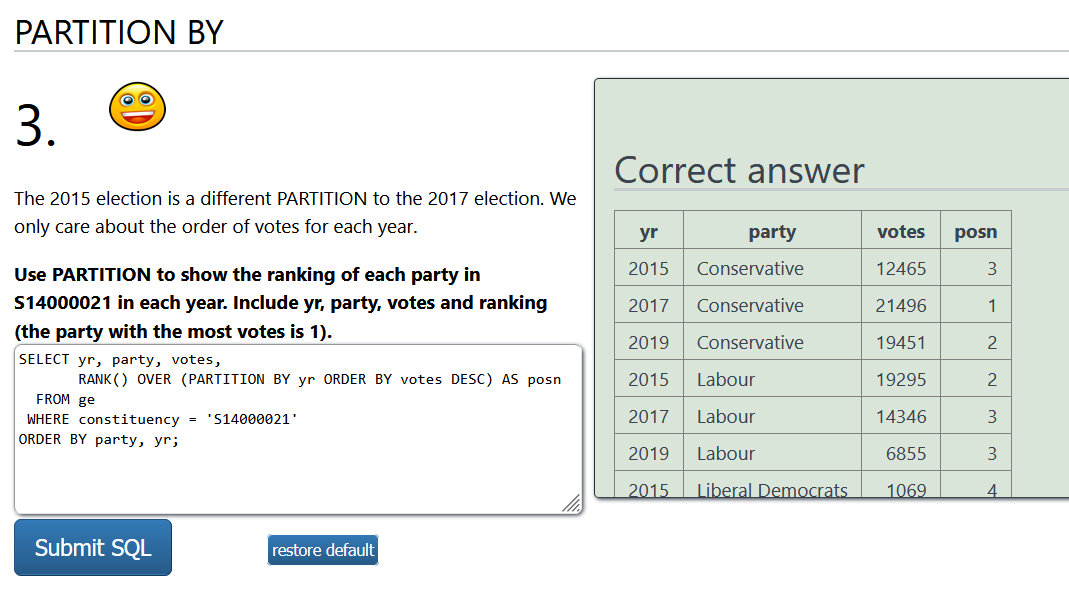 PARTITION BY
3.
The 2015 election is a different PARTITION to the 2017 election. We
only care about the order of votes for each year.
Use PARTITION to show the ranking of each party in
S14000021 in each year. Include yr, party, votes and ranking
(the party with the most votes is 1).
SELECT yr, party, votes,
       RANK() OVER (PARTITION BY yr ORDER BY votes DESC) AS posn
  FROM ge
 WHERE constituency = 'S14000021'
ORDER BY party, yr;
Submit SQL
restore default
Correct answer
yr party votes posn
2015 Conservative 12465 3
2017 Conservative 21496 1
2019 Conservative 19451 2
2015 Labour 19295 2
2017 Labour 14346 3
2019 Labour 6855 3
2015 Liberal Democrats 1069 4